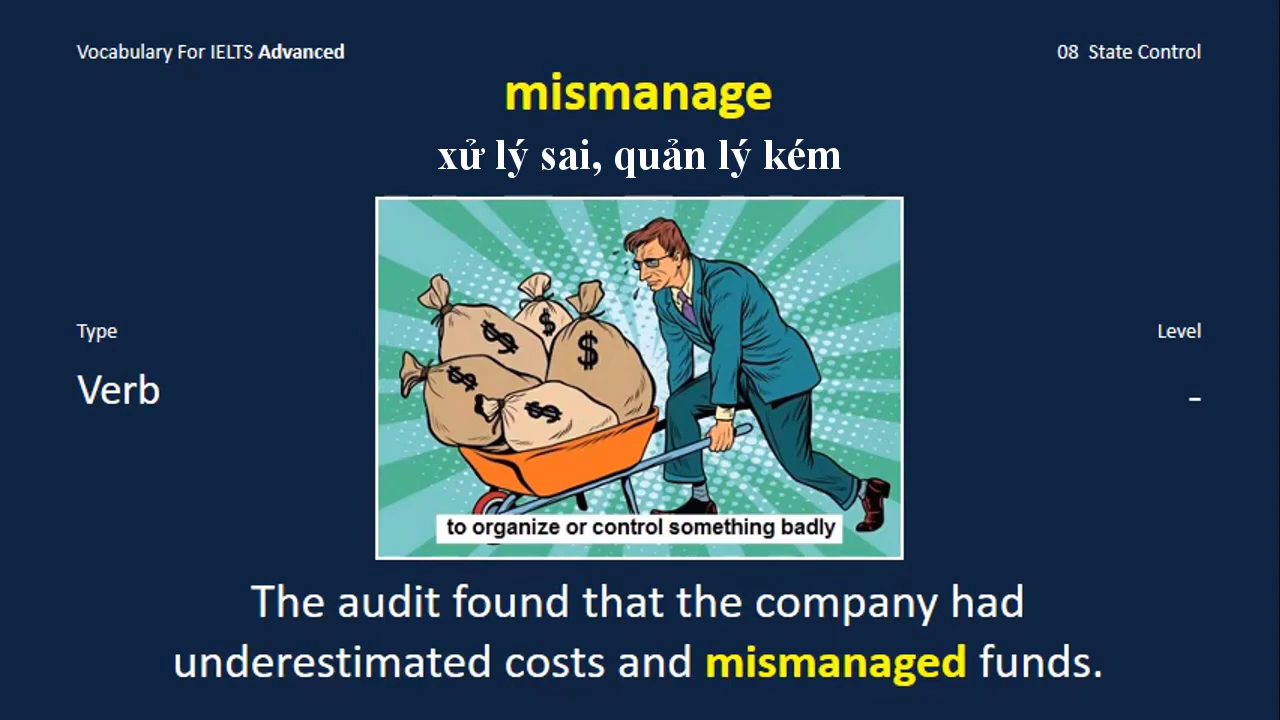 Vocabulary For IELTS Advanced
08 State Control
mismanage
xử lý sai, quản lý kém
Type
Level
Verb
–
$
$
$
$
$
to organize or control something badly
The audit found that the company had
underestimated costs and mismanaged funds.